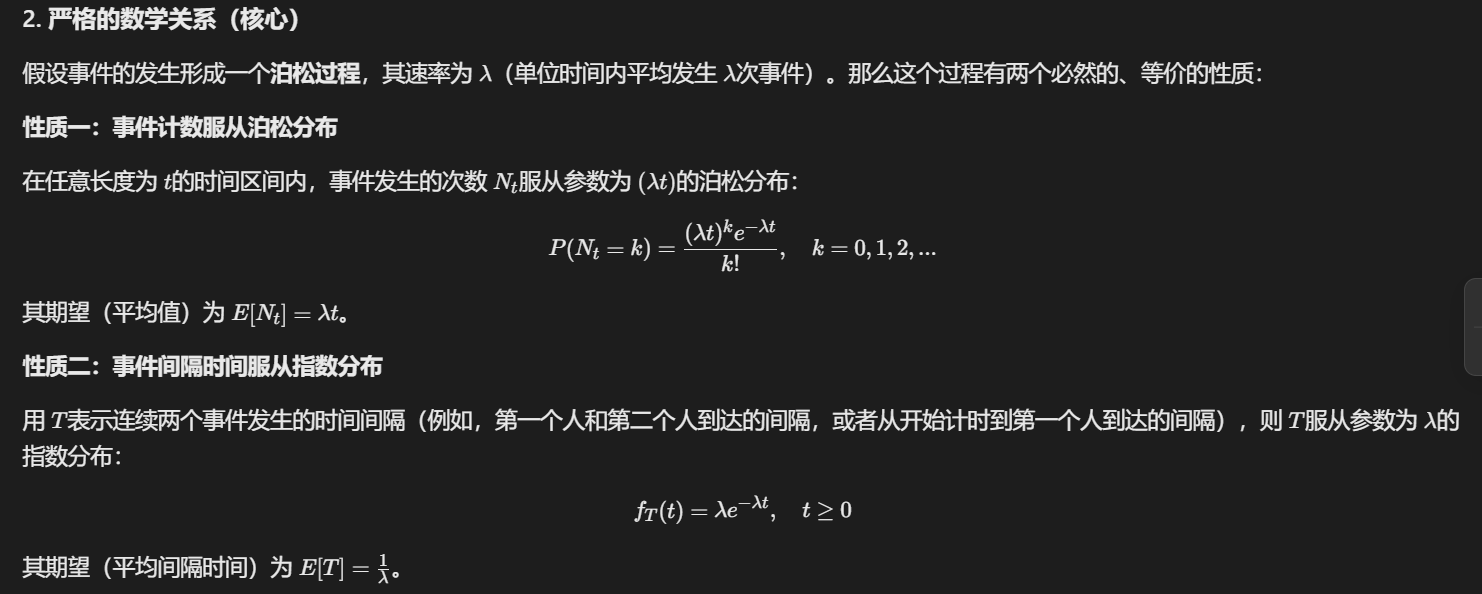 2. 严格的数学关系（核心）
假设事件的发生形成一个泊松过程，其速率为 λ（单位时间内平均发生 λ次事件）。那么这个过程有两个必然的、等价的性质：
性质一：事件计数服从泊松分布
在任意长度为 t的时间区间内，事件发生的次数 N_t服从参数为 (λt)的泊松分布：
P(N_t = k) = \frac{(λt)^k e^{-λt}}{k!}, k = 0, 1, 2, ...
其期望（平均值）为 E[N_t] = λt。
性质二：事件间隔时间服从指数分布
用 T表示连续两个事件发生的时间间隔（例如，第一个人和第二个人到达的间隔，或者从开始计时到第一个人到达的间隔），则 T服从参数为 λ的
指数分布：
f_T(t) = λe^{-λt}, t ≥ 0
其期望（平均间隔时间）为 E[T] = \frac{1}{λ}。